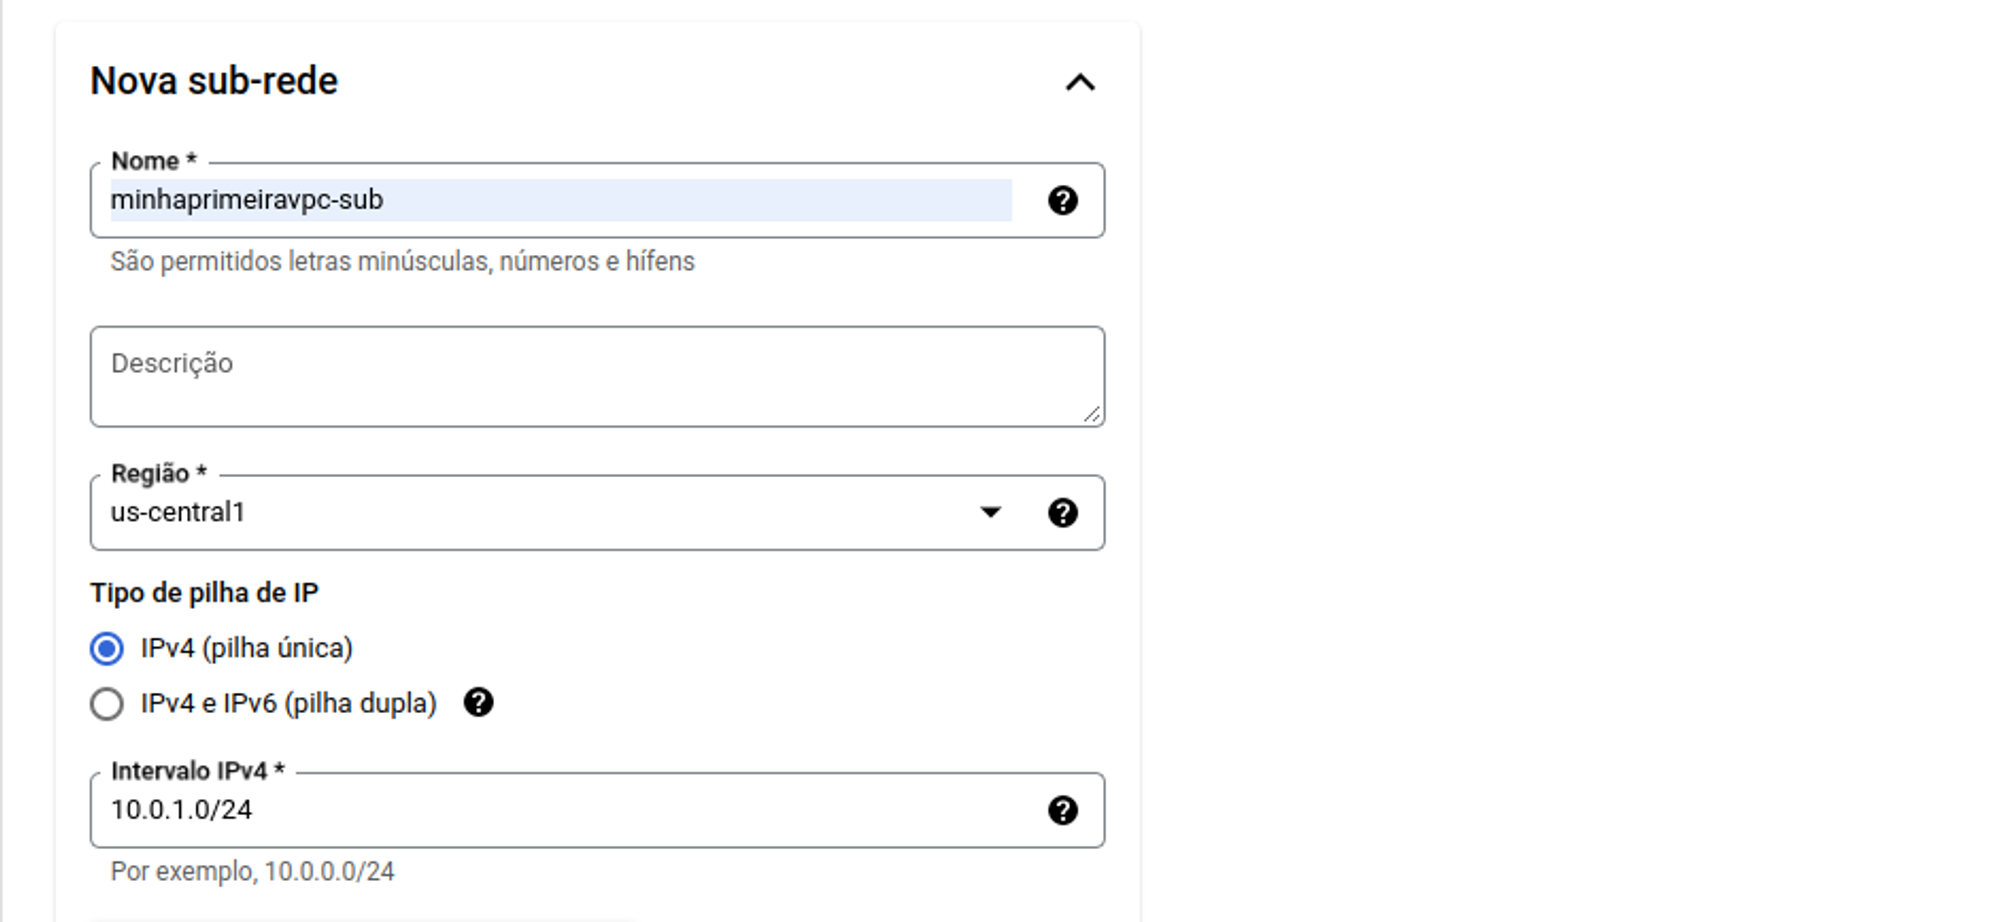 Nova sub-rede
Nome *
minhaprimeiravpc-sub
São permitidos letras minúsculas, números e hífens
Descrição
Região *
us-central1
Tipo de pilha de IP
IPv4 (pilha única)
IPv4 e IPv6 (pilha dupla)
Intervalo IPv4 *
10.0.1.0/24
Por exemplo, 10.0.0.0/24